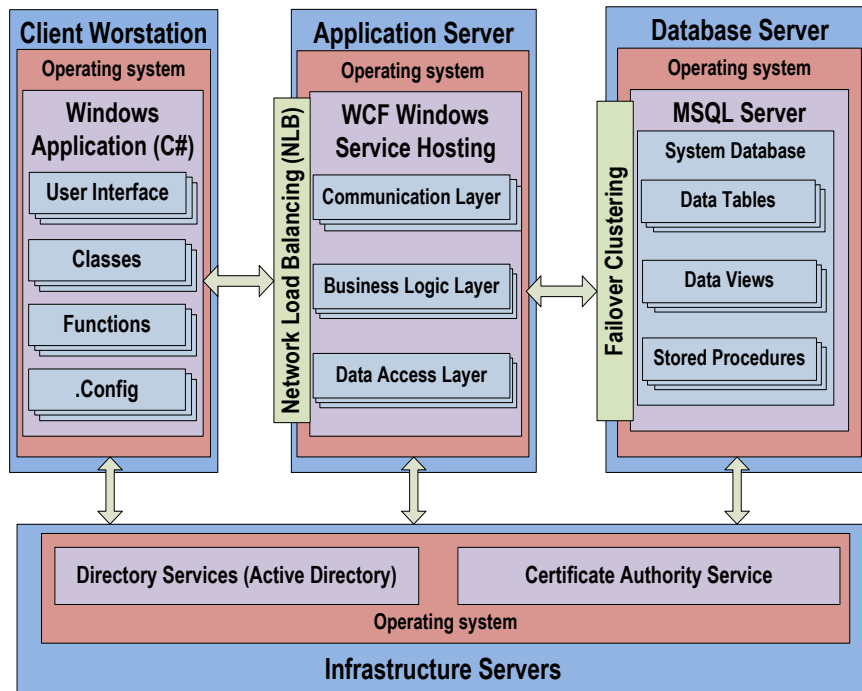 Client Worstation
Operating system
Windows
Application (C#)
User Interface
Classes
Functions
.Config
Application Server
Operating system
Network Load Balancing (NLB)
WCF Windows
Service Hosting
Communication Layer
Business Logic Layer
Data Access Layer
Database Server
Operating system
Failover Clustering
MSQL Server
System Database
Data Tables
Data Views
Stored Procedures
Directory Services (Active Directory)
Certificate Authority Service
Operating system
Infrastructure Servers